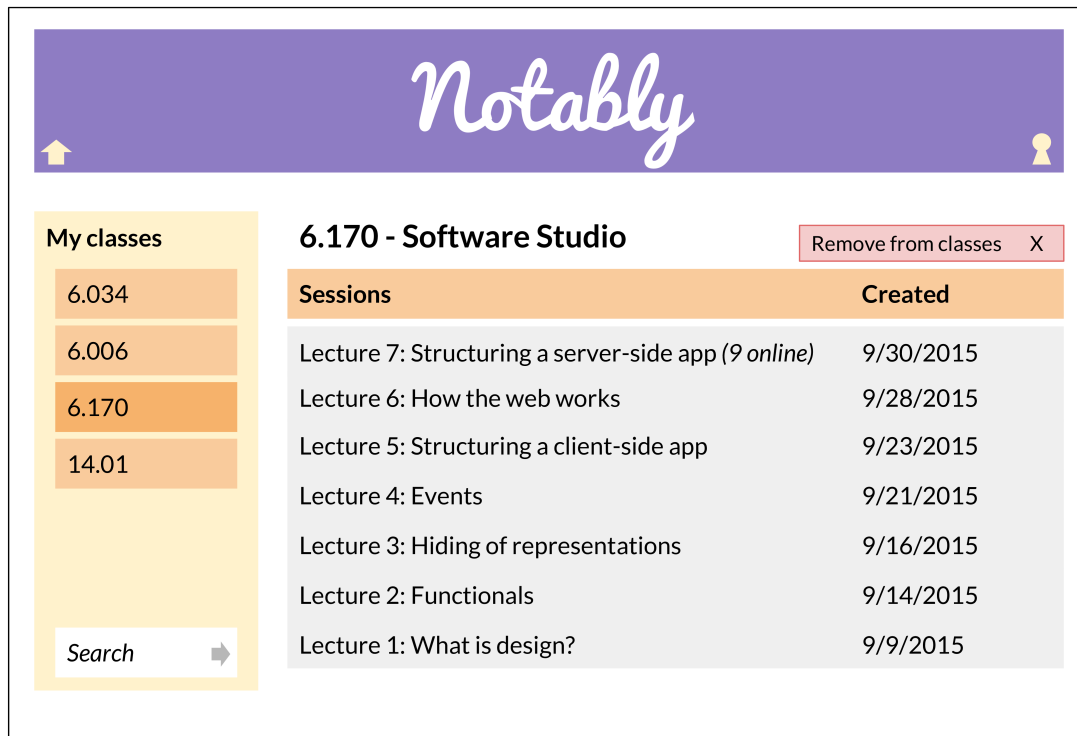 Notably
My classes
6.034
6.006
6.170
14.01
Search
6.170 - Software Studio
Remove from classes X
Sessions Created
Lecture 7: Structuring a server-side app (9 online) 9/30/2015
Lecture 6: How the web works 9/28/2015
Lecture 5: Structuring a client-side app 9/23/2015
Lecture 4: Events 9/21/2015
Lecture 3: Hiding of representations 9/16/2015
Lecture 2: Functionals 9/14/2015
Lecture 1: What is design? 9/9/2015